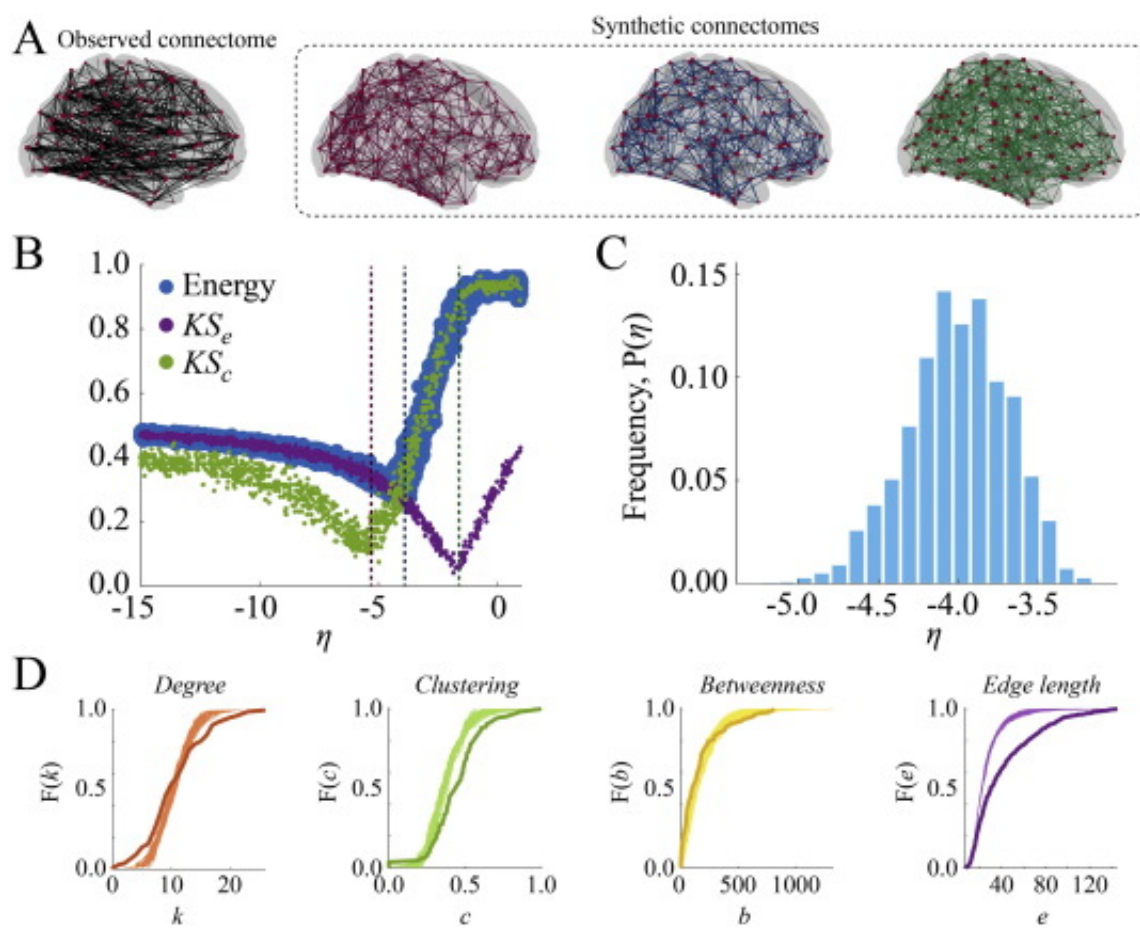 A
Observed connectome
Synthetic connectomes
B
1.0
0.8
0.6
0.4
0.2
0.0
Energy
KSe
KSc
-15
-10
-5
0
η
C
Frequency, P(η)
0.15
0.10
0.05
0.00
-5.0
-4.5
-4.0
-3.5
η
D
Degree
F(k)
1.0
0.5
0.0
0
10
20
k
Clustering
F(c)
1.0
0.5
0.0
0.0
0.5
1.0
c
Betweenness
F(b)
1.0
0.5
0.0
0
500
1000
b
Edge length
F(e)
1.0
0.5
0.0
40
80
120
e